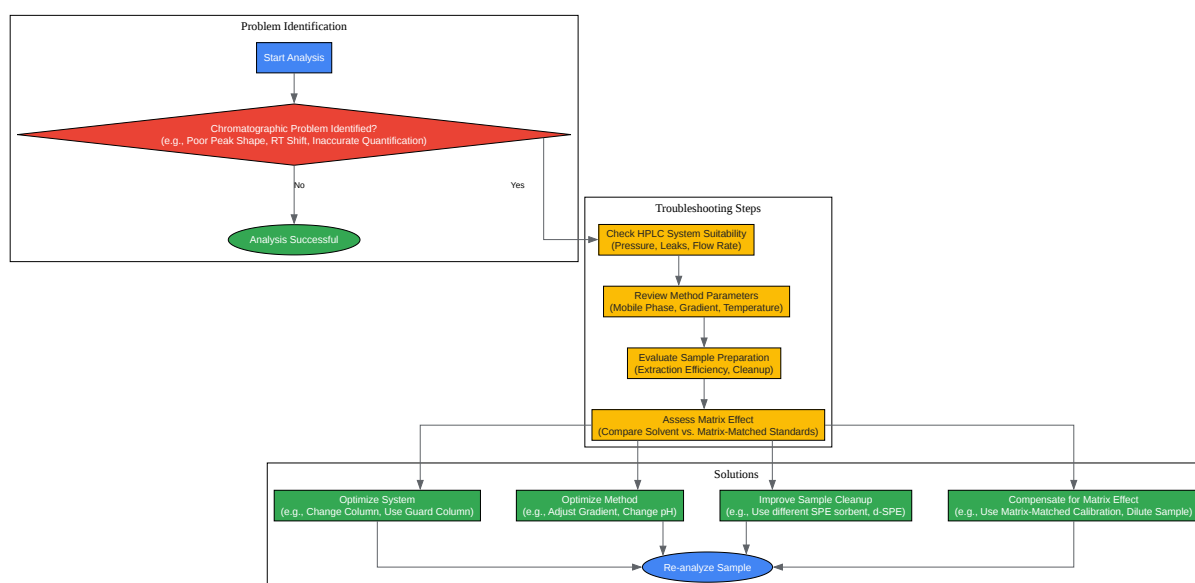 Problem Identification
Start Analysis
Chromatographic Problem Identified?
(e.g., Poor Peak Shape, RT Shift, Inaccurate Quantification)
No
Yes
Analysis Successful
Troubleshooting Steps
Check HPLC System Suitability
(Pressure, Leaks, Flow Rate)
Review Method Parameters
(Mobile Phase, Gradient, Temperature)
Evaluate Sample Preparation
(Extraction Efficiency, Cleanup)
Assess Matrix Effect
(Compare Solvent vs. Matrix-Matched Standards)
Solutions
Optimize System
(e.g., Change Column, Use Guard Column)
Optimize Method
(e.g., Adjust Gradient, Change pH)
Improve Sample Cleanup
(e.g., Use different SPE sorbent, d-SPE)
Compensate for Matrix Effect
(e.g., Use Matrix-Matched Calibration, Dilute Sample)
Re-analyze Sample